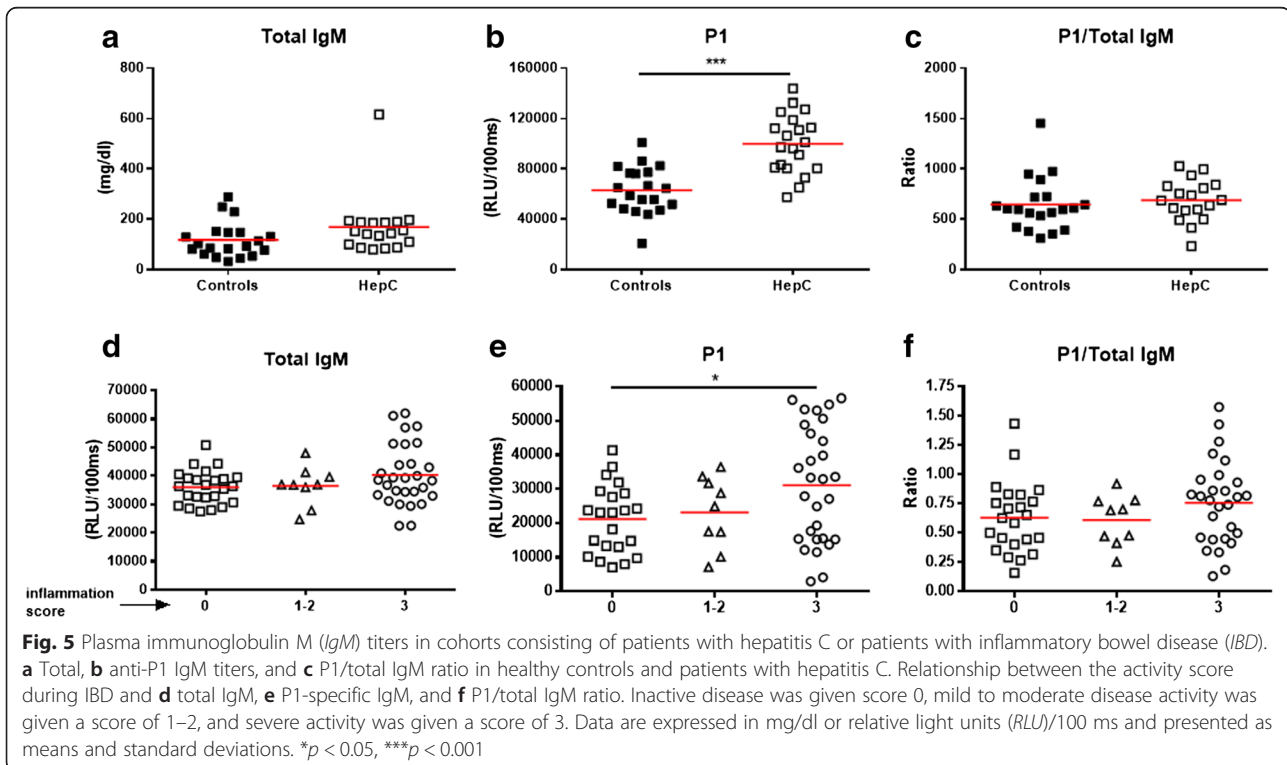 a Total IgM
800
600
400
200
0
(mg/dl)
Controls HepC
b P1
***
160000
120000
80000
40000
0
(RLU/100ms)
Controls HepC
c P1/Total IgM
2000
1500
1000
500
0
Ratio
Controls HepC
d Total IgM
70000
60000
50000
40000
30000
20000
10000
0
(RLU/100ms)
inflammation
score
0 1-2 3
e P1
*
60000
50000
40000
30000
20000
10000
0
(RLU/100ms)
0 1-2 3
f P1/Total IgM
1.75
1.50
1.25
1.00
0.75
0.50
0.25
0.00
Ratio
0 1-2 3
Fig. 5 Plasma immunoglobulin M (IgM) titers in cohorts consisting of patients with hepatitis C or patients with inflammatory bowel disease (IBD).
a Total, b anti-P1 IgM titers, and c P1/total IgM ratio in healthy controls and patients with hepatitis C. Relationship between the activity score
during IBD and d total IgM, e P1-specific IgM, and f P1/total IgM ratio. Inactive disease was given score 0, mild to moderate disease activity was
given a score of 1–2, and severe activity was given a score of 3. Data are expressed in mg/dl or relative light units (RLU)/100 ms and presented as
means and standard deviations. *p < 0.05, ***p < 0.001